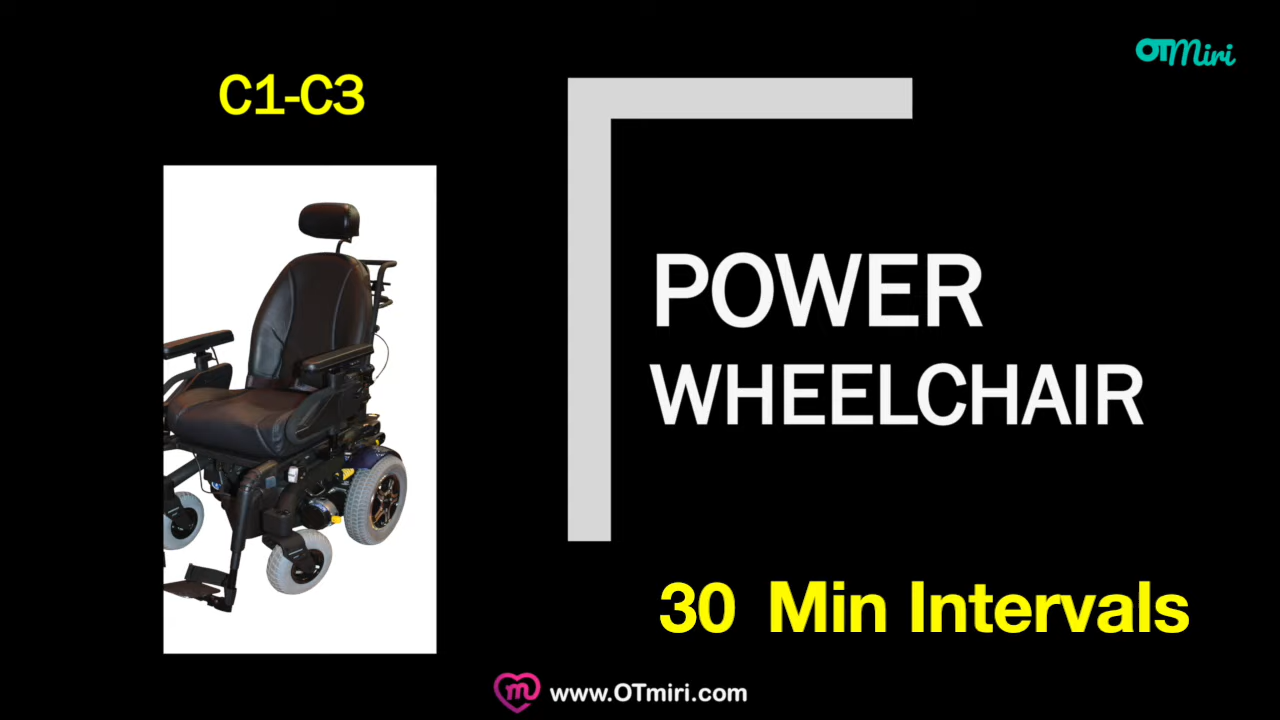 OTMiri
C1-C3
POWER
WHEELCHAIR
30 Min Intervals
m www.OTmiri.com